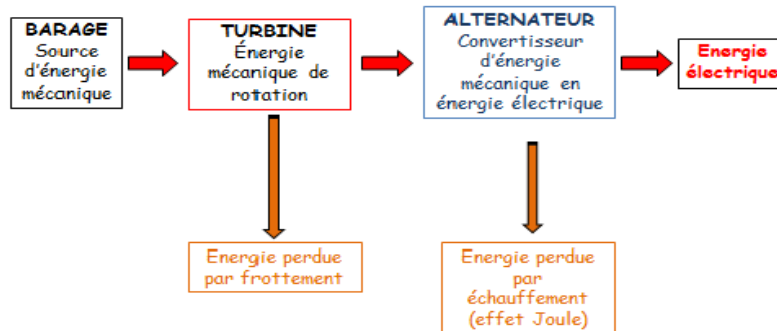 BARAGE
Source
d'énergie
mécanique
TURBINE
Énergie
mécanique de
rotation
ALTERNATEUR
Convertisseur
d'énergie
mécanique en
énergie électrique
Energie
électrique
Energie perdue
par frottement
Energie perdue
par
échauffement
(effet Joule)